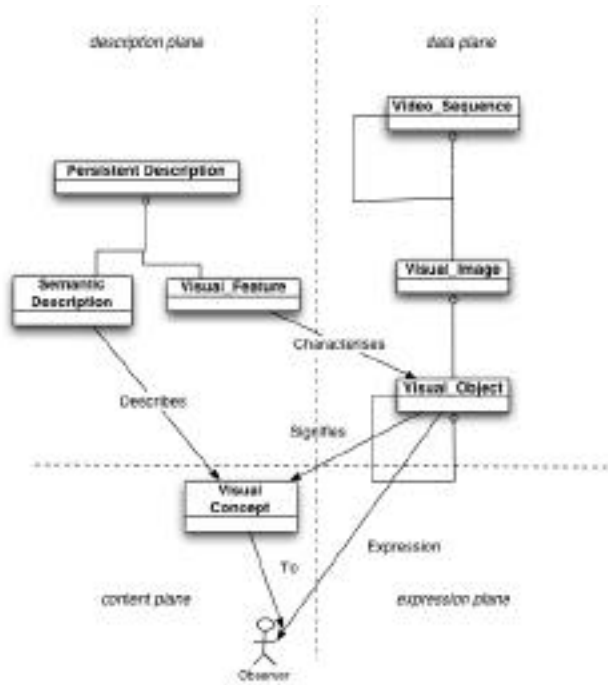 description plane
data plane
Video_Sequence
Persistent Description
Semantic
Description
Visual_Feature
Visual_Image
Characterises
Visual_Object
Describes
Signifies
Visual
Concept
Expression
To
content plane
expression plane
Observer